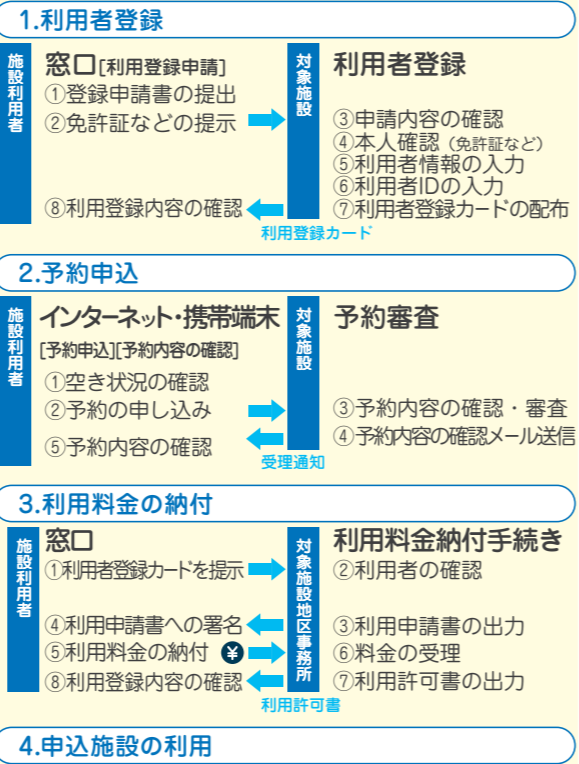 1.利用者登録
施設利用者
窓口[利用登録申請]
①登録申請書の提出
②免許証などの提示
⑧利用登録内容の確認
対象施設
利用者登録
③申請内容の確認
④本人確認（免許証など）
⑤利用者情報の入力
⑥利用者IDの入力
⑦利用者登録カードの配布
利用登録カード
2.予約申込
施設利用者
インターネット・携帯端末
[予約申込][予約内容の確認]
①空き状況の確認
②予約の申し込み
⑤予約内容の確認
対象施設
予約審査
③予約内容の確認・審査
④予約内容の確認メール送信
受理通知
3.利用料金の納付
施設利用者
窓口
①利用者登録カードを提示
④利用申請書への署名
⑤利用料金の納付 ¥
⑧利用登録内容の確認
対象施設地区事務所
利用料金納付手続き
②利用者の確認
③利用申請書の出力
⑥料金の受理
⑦利用許可書の出力
利用許可書
4.申込施設の利用